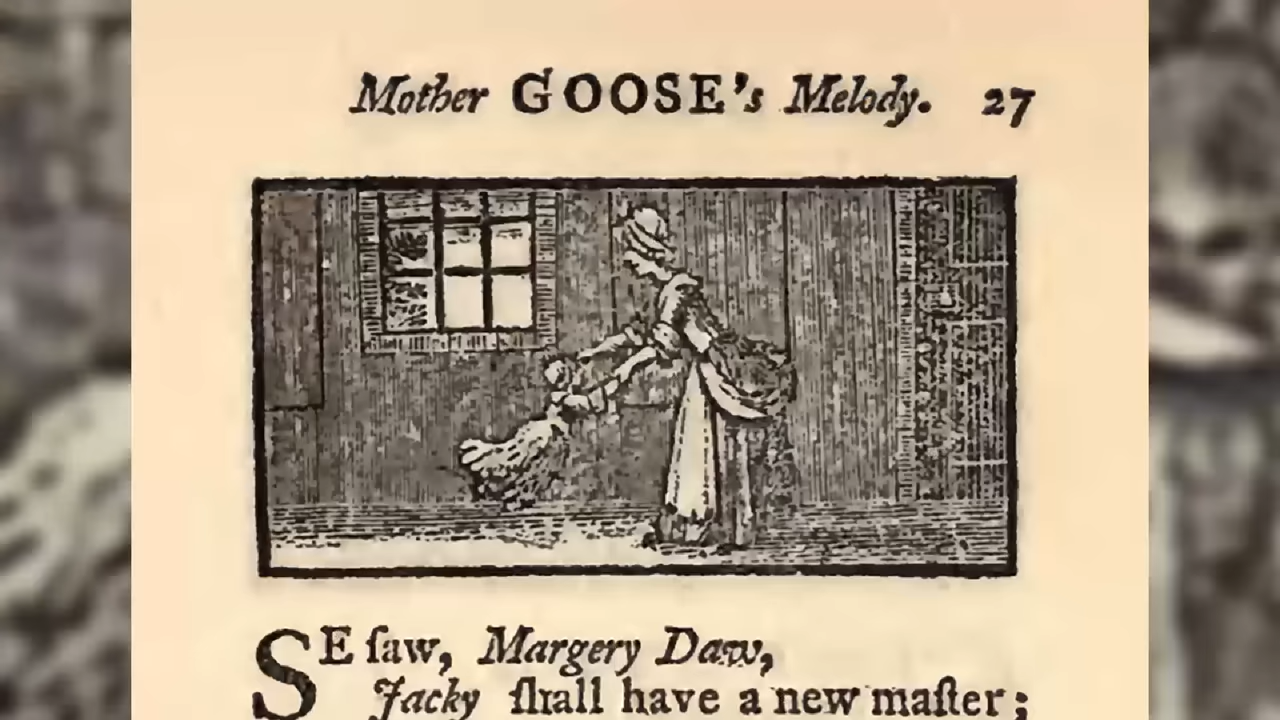 Mother GOOSE's Melody. 27
SE ſaw, Margery Daw,
Jacky ſhall have a new maſter;